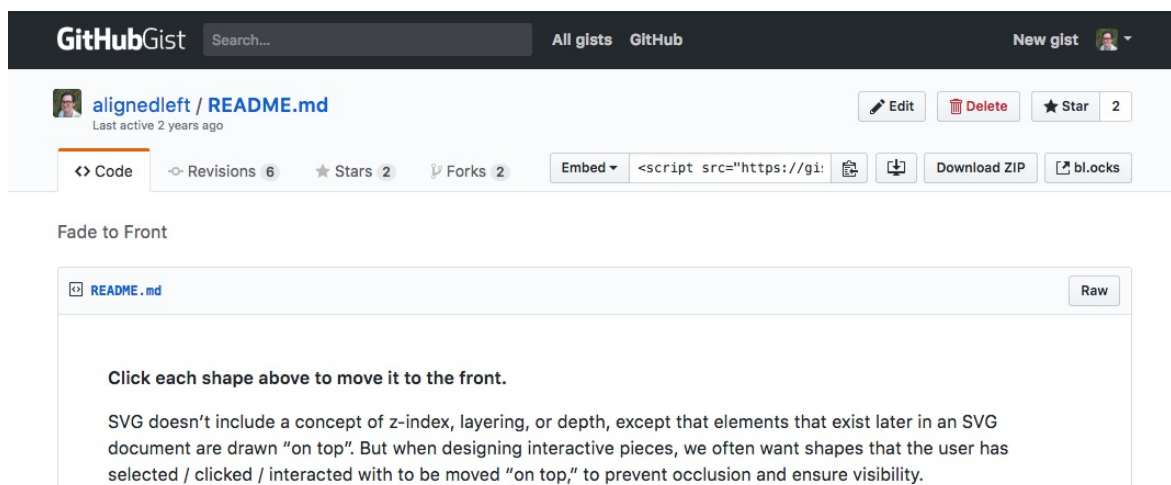 GitHubGist Search... All gists GitHub New gist
alignedleft / README.md Edit Delete Star 2
Last active 2 years ago
Code Revisions 6 Stars 2 Forks 2 Embed <script src="https://gi Download ZIP bl.ocks
Fade to Front
README.md Raw
Click each shape above to move it to the front.
SVG doesn’t include a concept of z-index, layering, or depth, except that elements that exist later in an SVG
document are drawn “on top”. But when designing interactive pieces, we often want shapes that the user has
selected / clicked / interacted with to be moved “on top,” to prevent occlusion and ensure visibility.